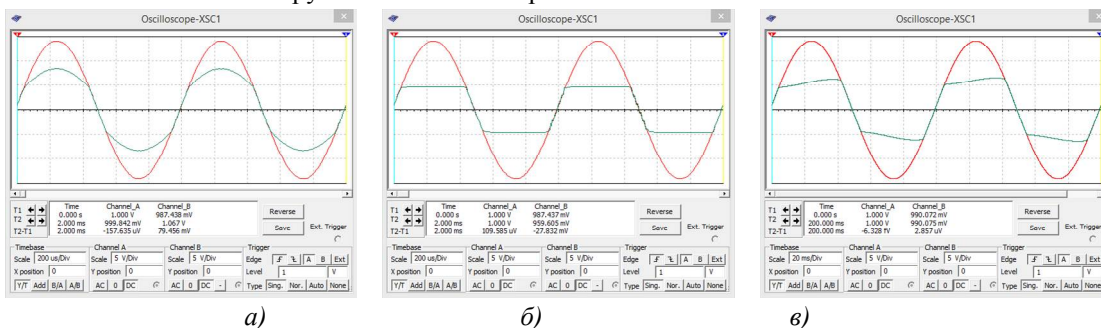 Oscilloscope-XSC1
T1
T2
T2-T1
Time Channel_A Channel_B
0.000 s 1.000 V 987.438 mV
2.000 ms 999.842 mV 1.067 V
2.000 ms -157.635 uV 79.456 mV
Reverse
Save
Ext. Trigger
Timebase
Scale 200 us/Div
X position 0
Y/T Add B/A A/B
Channel A
Scale 5 V/Div
Y position 0
AC 0 DC
Channel B
Scale 5 V/Div
Y position 0
AC 0 DC -
Trigger
Edge A B Ext
Level 1 V
Type Sing. Nor. Auto None
а)
Oscilloscope-XSC1
T1
T2
T2-T1
Time Channel_A Channel_B
0.000 s 1.000 V 987.437 mV
2.000 ms 1.000 V 959.605 mV
2.000 ms 109.585 uV -27.832 mV
Reverse
Save
Ext. Trigger
Timebase
Scale 200 us/Div
X position 0
Y/T Add B/A A/B
Channel A
Scale 5 V/Div
Y position 0
AC 0 DC
Channel B
Scale 5 V/Div
Y position 0
AC 0 DC -
Trigger
Edge A B Ext
Level 1 V
Type Sing. Nor. Auto None
б)
Oscilloscope-XSC1
T1
T2
T2-T1
Time Channel_A Channel_B
0.000 s 1.000 V 990.072 mV
200.000 ms 1.000 V 990.075 mV
200.000 ms -6.328 fV 2.857 uV
Reverse
Save
Ext. Trigger
Timebase
Scale 20 ms/Div
X position 0
Y/T Add B/A A/B
Channel A
Scale 5 V/Div
Y position 0
AC 0 DC
Channel B
Scale 5 V/Div
Y position 0
AC 0 DC -
Trigger
Edge A B Ext
Level 1 V
Type Sing. Nor. Auto None
в)